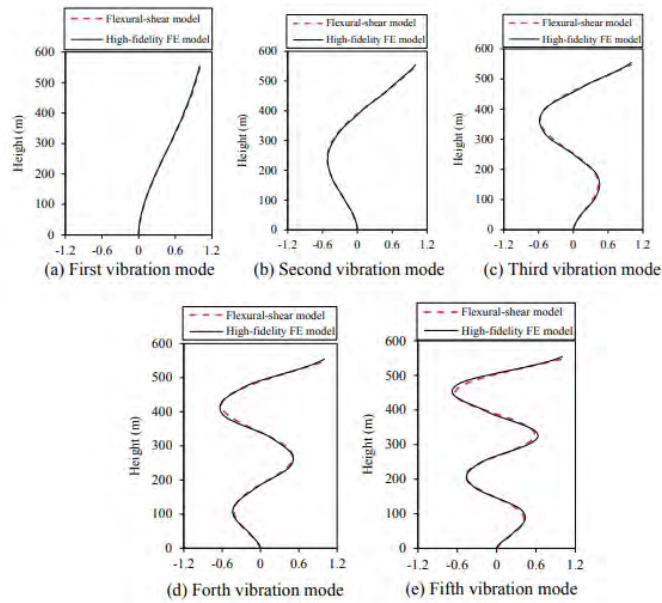 Flexural-shear model
High-fidelity FE model
600
500
400
300
200
100
0
Height (m)
-1.2 -0.6 0 0.6 1.2
(a) First vibration mode
Flexural-shear model
High-fidelity FE model
600
500
400
300
200
100
0
Height (m)
-1.2 -0.6 0 0.6 1.2
(b) Second vibration mode
Flexural-shear model
High-fidelity FE model
600
500
400
300
200
100
0
Height (m)
-1.2 -0.6 0 0.6 1.2
(c) Third vibration mode
Flexural-shear model
High-fidelity FE model
600
500
400
300
200
100
0
Height (m)
-1.2 -0.6 0 0.6 1.2
(d) Forth vibration mode
Flexural-shear model
High-fidelity FE model
600
500
400
300
200
100
0
Height (m)
-1.2 -0.6 0 0.6 1.2
(e) Fifth vibration mode